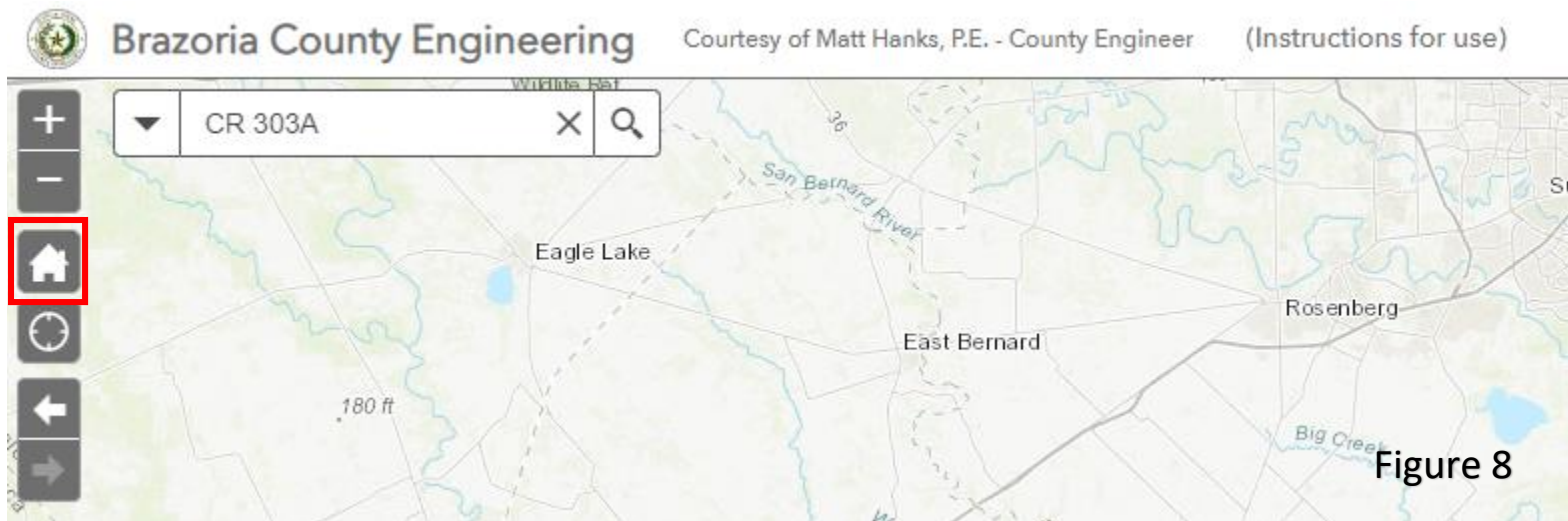 Brazoria County Engineering Courtesy of Matt Hanks, P.E. - County Engineer (Instructions for use)
CR 303A
36
San Bernard River
Eagle Lake
Rosenberg
East Bernard
180 ft
Big Creek
Figure 8